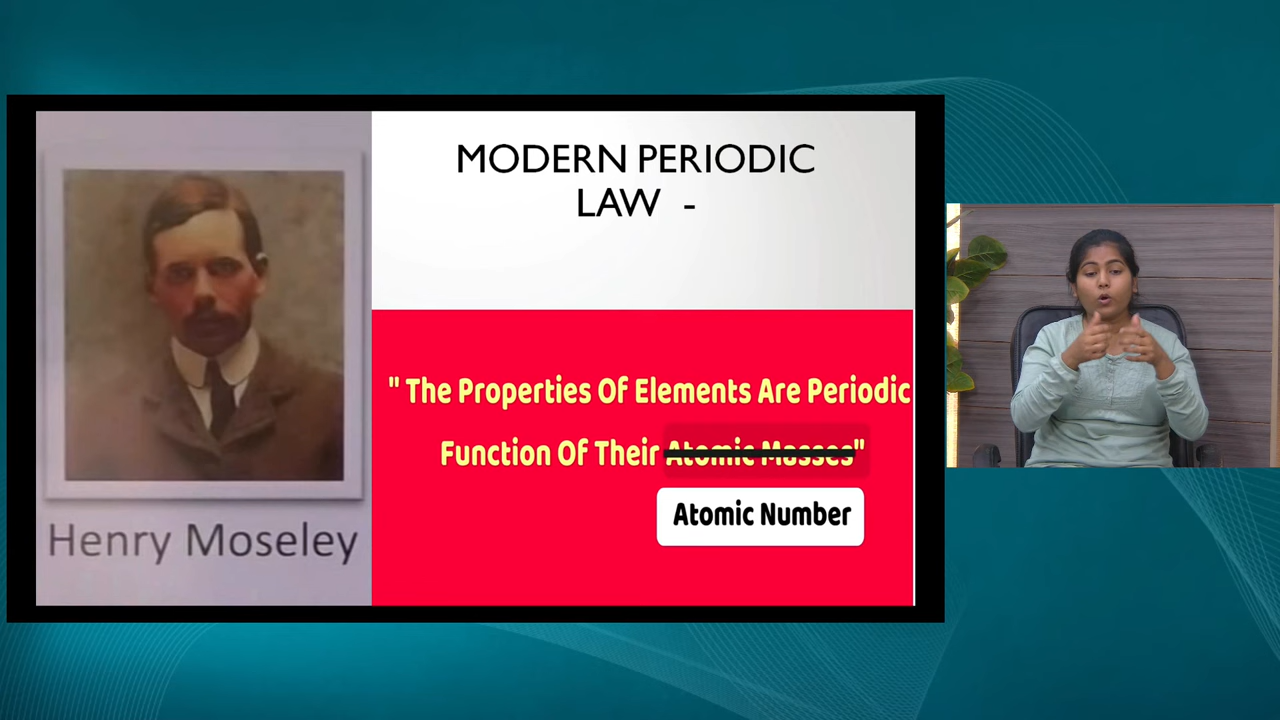 MODERN PERIODIC
LAW -
" The Properties Of Elements Are Periodic
Function Of Their Atomic Masses"
Atomic Number
Henry Moseley